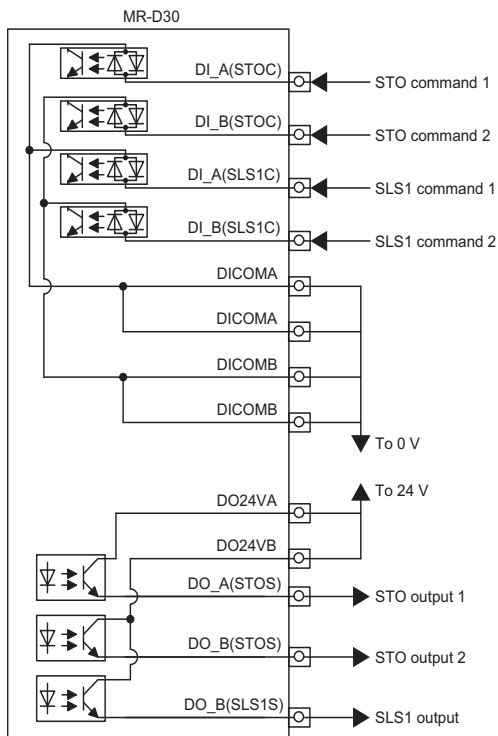 MR-D30
DI_A(STOC)
STO command 1
DI_B(STOC)
STO command 2
DI_A(SLS1C)
SLS1 command 1
DI_B(SLS1C)
SLS1 command 2
DICOMA
DICOMA
DICOMB
DICOMB
To 0 V
To 24 V
DO24VA
DO24VB
DO_A(STOS)
STO output 1
DO_B(STOS)
STO output 2
DO_B(SLS1S)
SLS1 output